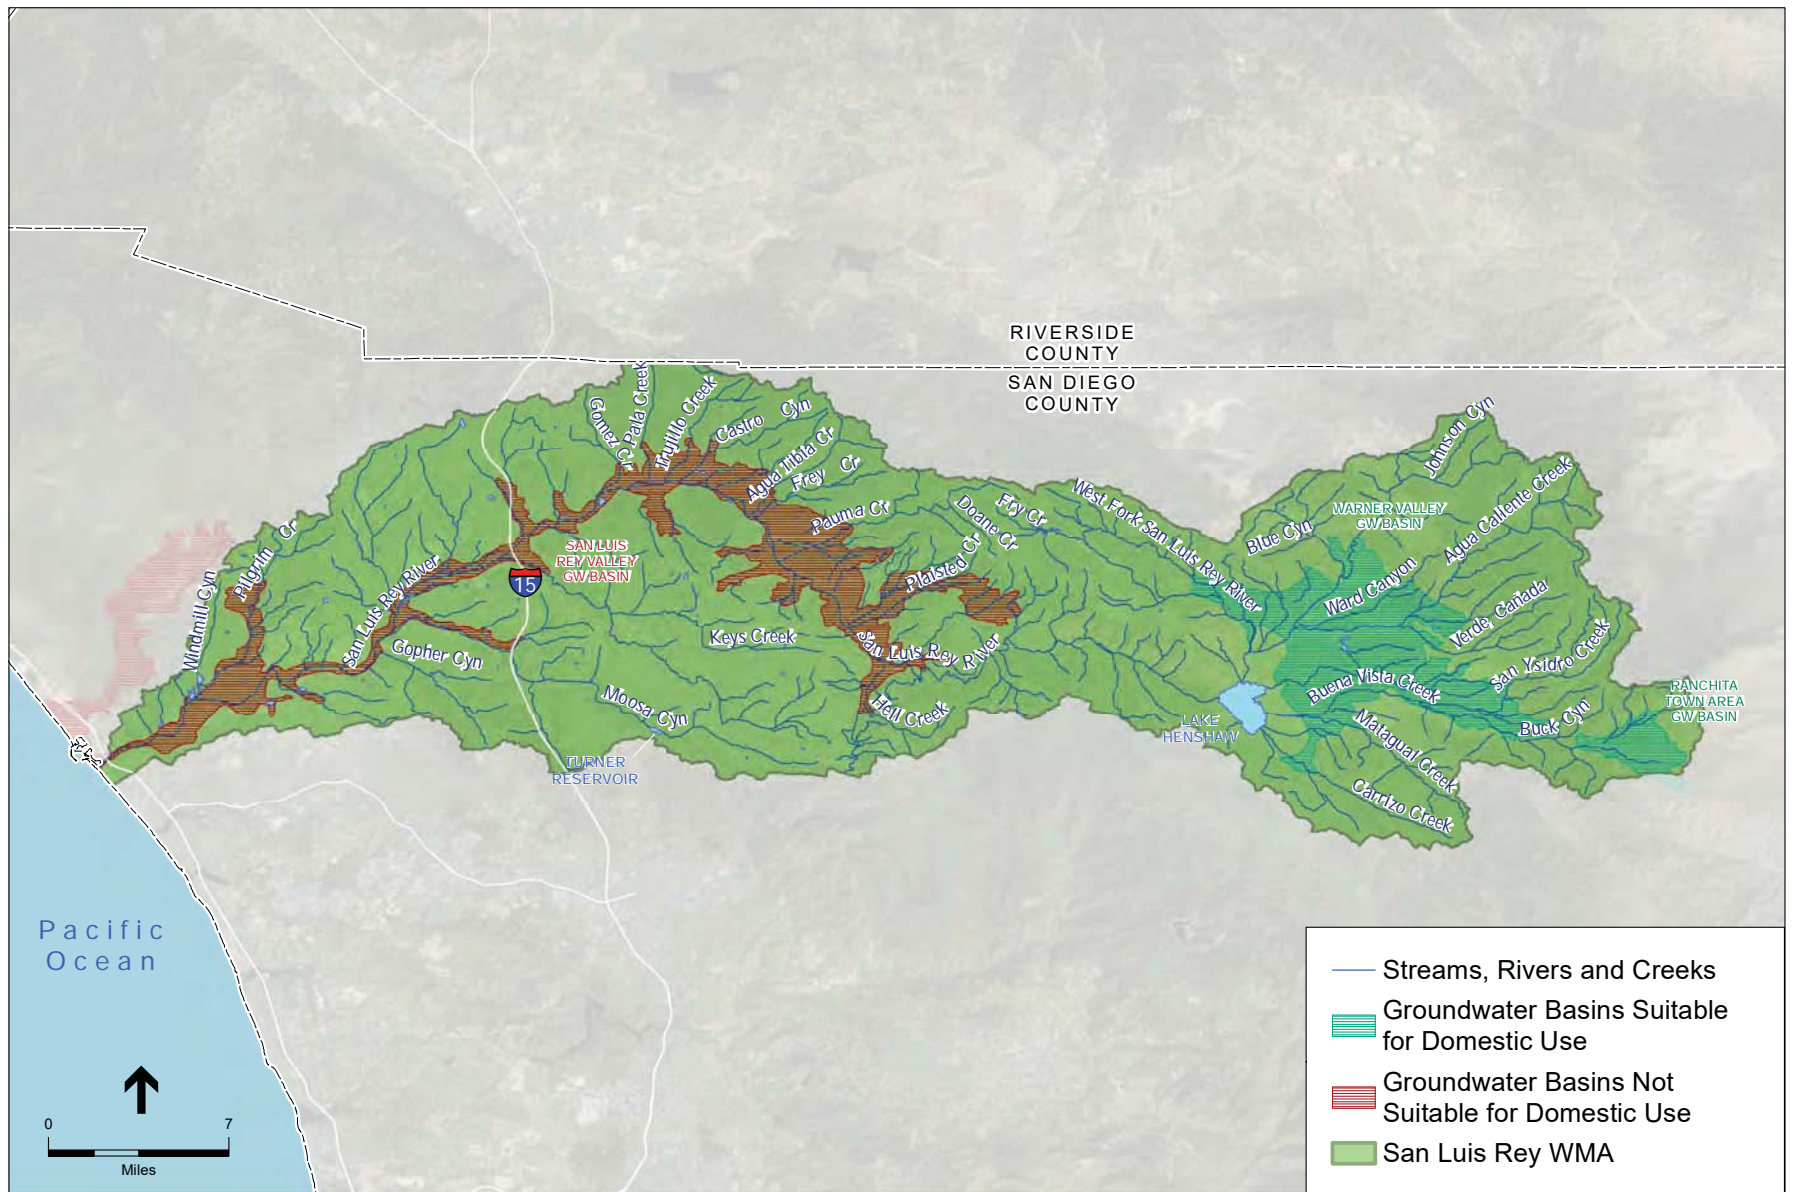 RIVERSIDE
COUNTY
SAN DIEGO
COUNTY
Johnson Cyn
Gomez Cr
Pala Creek
Trujillo Creek
Castro Cyn
Agua Tibia Cr
Frey Cr
Pauma Cr
Doane Cr
Fry Cr
Plaisted Cr
West Fork San Luis Rey River
Blue Cyn
WARNER VALLEY
GW BASIN
Agua Caliente Creek
Ward Canyon
Verde, Cañada
San Ysidro Creek
Pilgrim Cr
Windmill Cyn
San Luis Rey River
SAN LUIS
REY VALLEY
GW BASIN
15
Gopher Cyn
Keys Creek
San Luis Rey River
Moosa Cyn
Hell Creek
TURNER
RESERVOIR
LAKE
HENSHAW
Buena Vista Creek
Buck Cyn
RANCHITA
TOWN AREA
GW BASIN
Matagual Creek
Carrizo Creek
Pacific
Ocean
0 7
Miles
Streams, Rivers and Creeks
Groundwater Basins Suitable
for Domestic Use
Groundwater Basins Not
Suitable for Domestic Use
San Luis Rey WMA